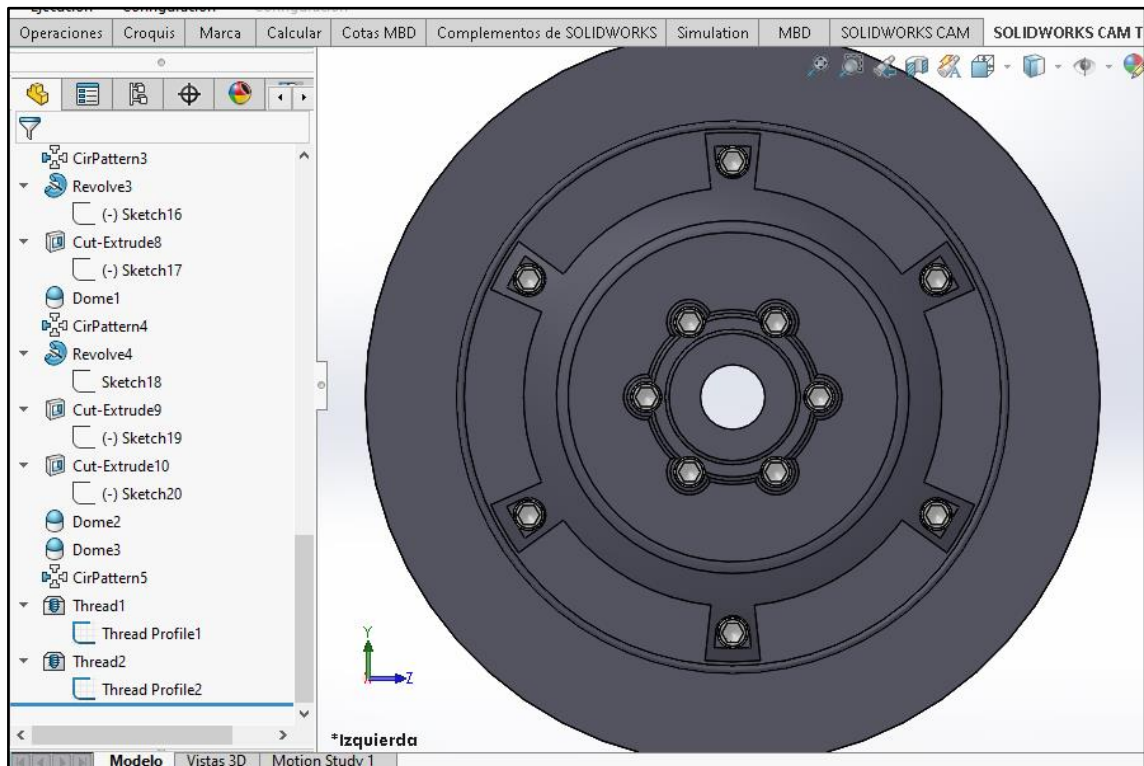 Operaciones Croquis Marca Calcular Cotas MBD Complementos de SOLIDWORKS Simulation MBD SOLIDWORKS CAM SOLIDWORKS CAM T
CirPattern3
Revolve3
(-) Sketch16
Cut-Extrude8
(-) Sketch17
Dome1
CirPattern4
Revolve4
Sketch18
Cut-Extrude9
(-) Sketch19
Cut-Extrude10
(-) Sketch20
Dome2
Dome3
CirPattern5
Thread1
Thread Profile1
Thread2
Thread Profile2
Y
Z
*Izquierda
Modelo Vistas 3D Motion Study 1